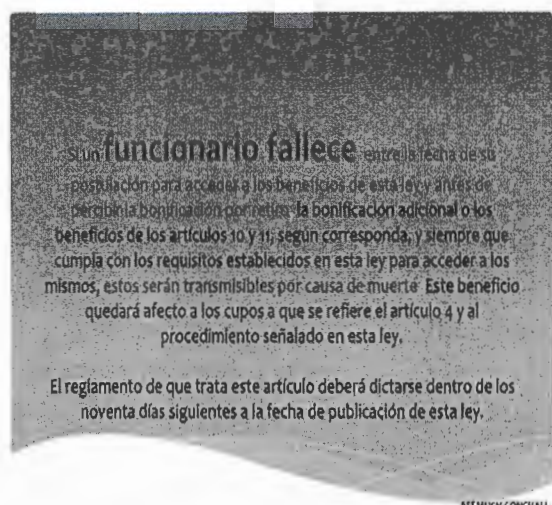 Si un funcionario fallece entre la fecha de su
postulación para acceder a los beneficios de esta ley y antes de
percibir la bonificación por retiro, la bonificación adicional o los
beneficios de los artículos 10 y 11, según corresponda, y siempre que
cumpla con los requisitos establecidos en esta ley para acceder a los
mismos, estos serán transmisibles por causa de muerte. Este beneficio
quedará afecto a los cupos a que se refiere el artículo 4 y al
procedimiento señalado en esta ley.
El reglamento de que trata este artículo deberá dictarse dentro de los
noventa días siguientes a la fecha de publicación de esta ley.